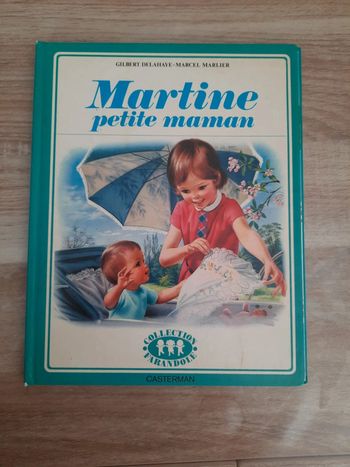 GILBERT DELAHAYE-MARCEL MARLIER
Martine
petite maman
COLLECTION
FARANDOLE
CASTERMAN